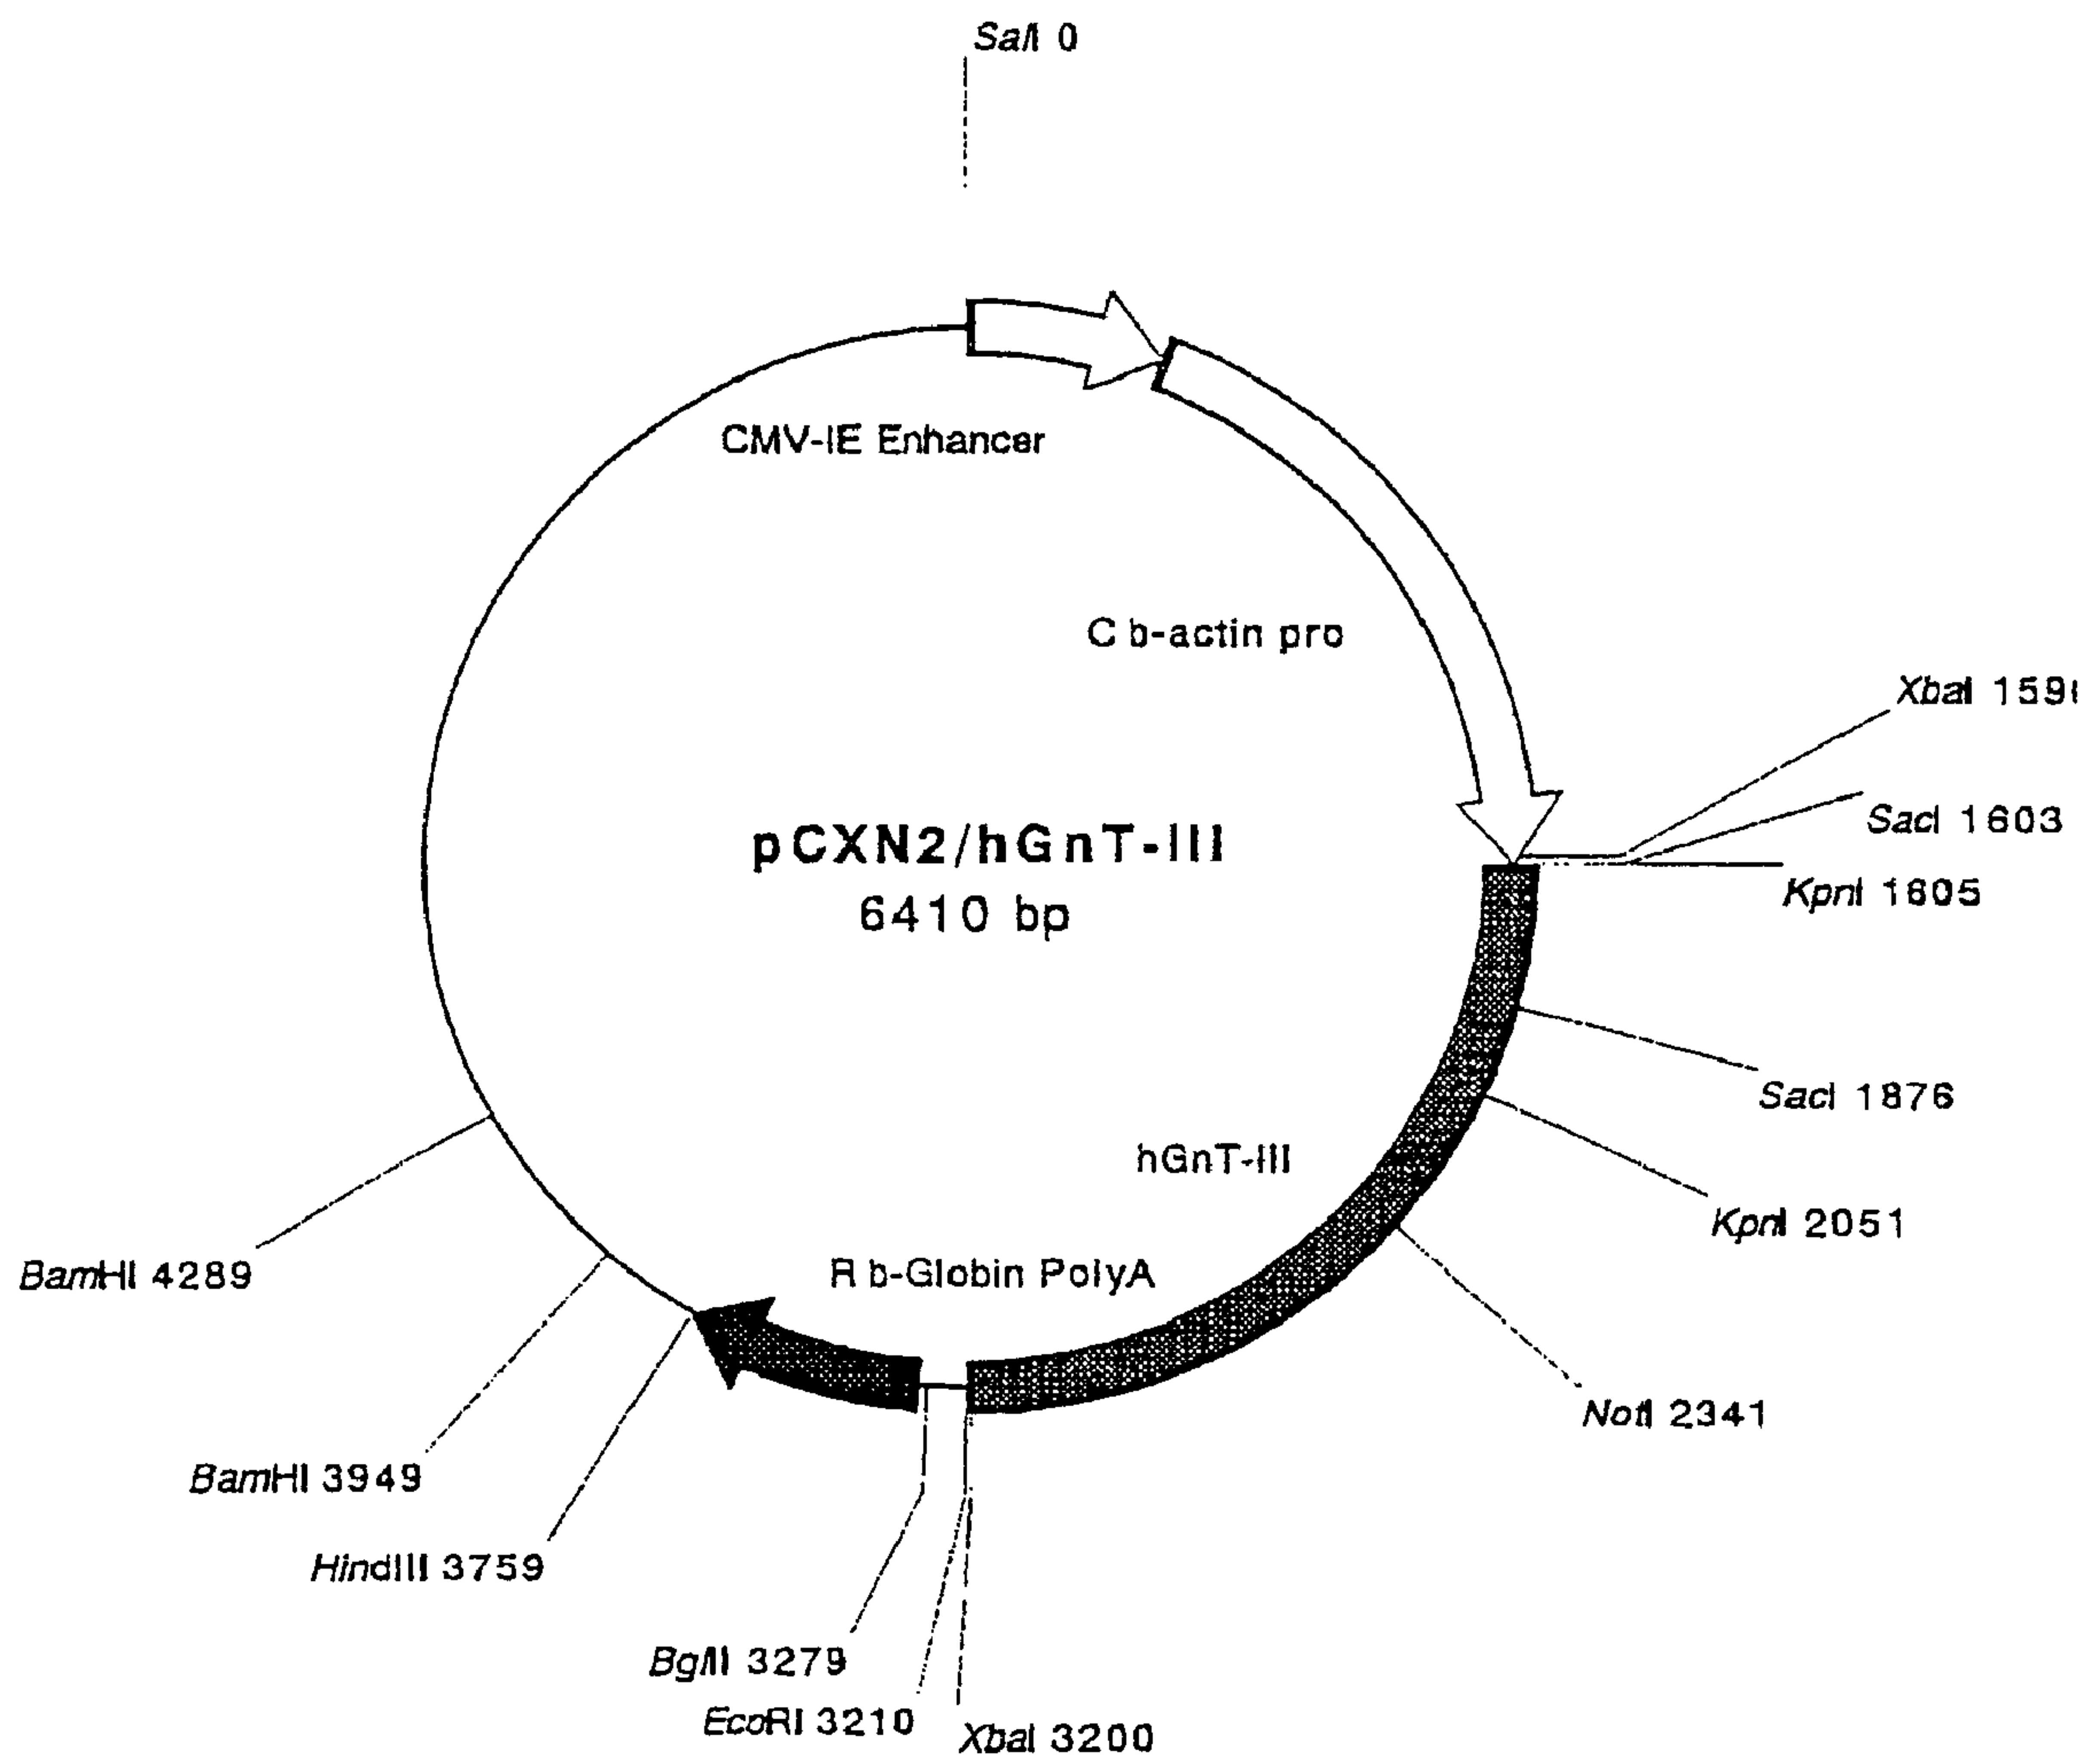 SalI 0
CMV-IE Enhancer
C b-actin pro
XbaI 159
SacI 1603
KpnI 1605
pCXN2/hGnT-III
6410 bp
SacI 1876
hGnT-III
KpnI 2051
R b-Globin PolyA
BamHI 4289
NotI 2341
BamHI 3949
HindIII 3759
BglII 3279
EcoRI 3210
XbaI 3200